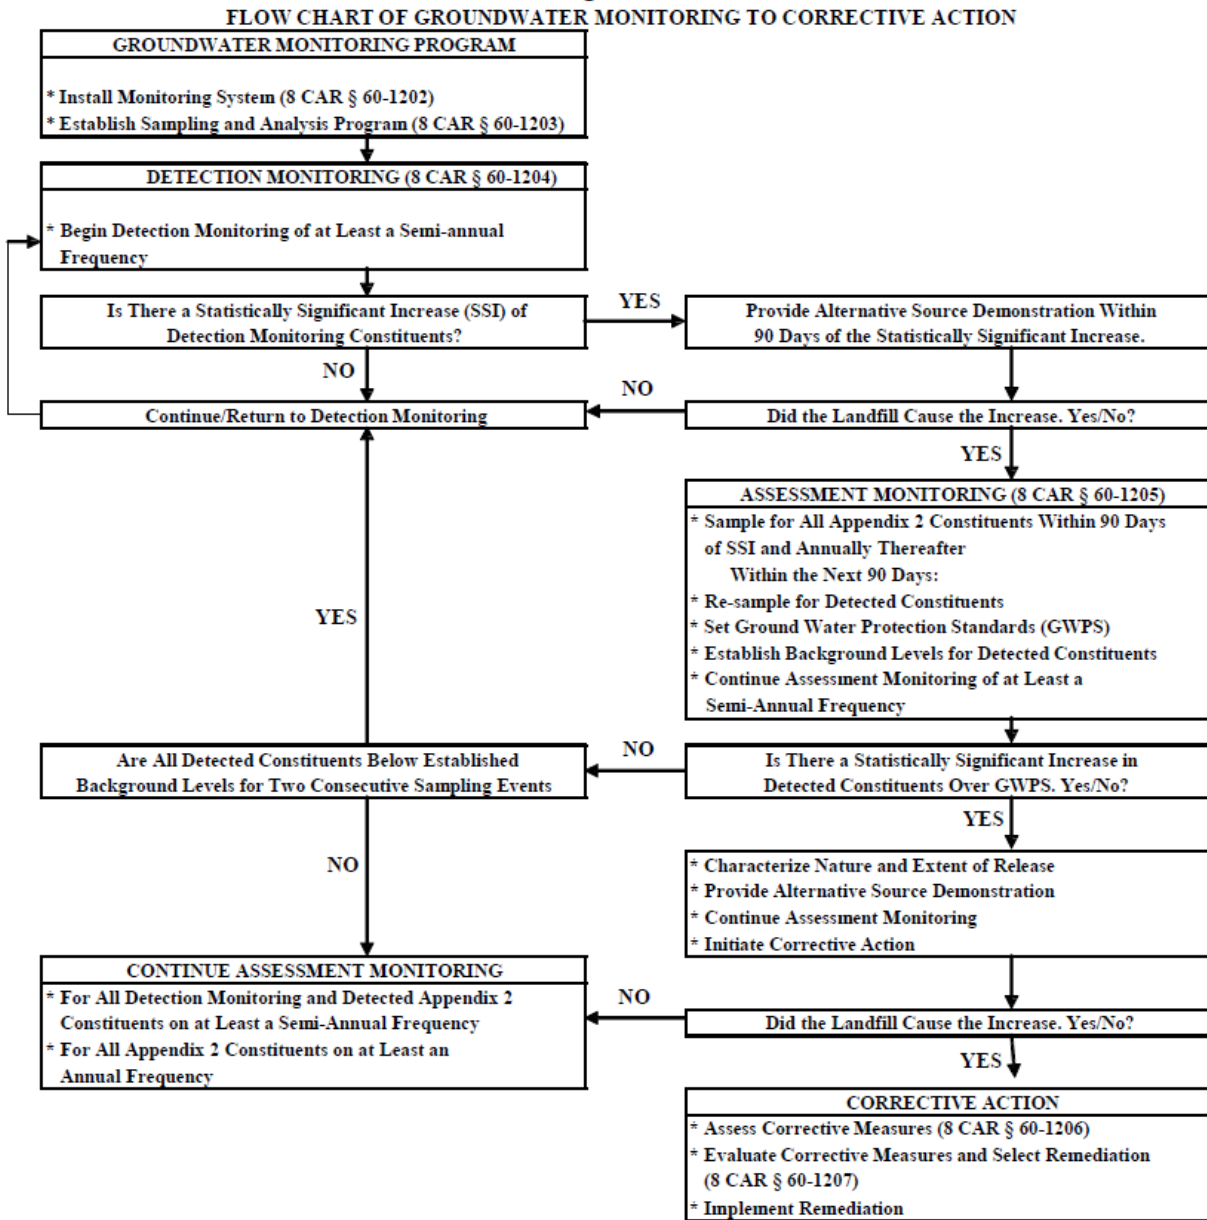 FLOW CHART OF GROUNDWATER MONITORING TO CORRECTIVE ACTION
GROUNDWATER MONITORING PROGRAM
* Install Monitoring System (8 CAR § 60-1202)
* Establish Sampling and Analysis Program (8 CAR § 60-1203)
DETECTION MONITORING (8 CAR § 60-1204)
* Begin Detection Monitoring of at Least a Semi-annual
Frequency
Is There a Statistically Significant Increase (SSI) of
Detection Monitoring Constituents?
YES
Provide Alternative Source Demonstration Within
90 Days of the Statistically Significant Increase.
NO
NO
Continue/Return to Detection Monitoring
Did the Landfill Cause the Increase. Yes/No?
YES
ASSESSMENT MONITORING (8 CAR § 60-1205)
* Sample for All Appendix 2 Constituents Within 90 Days
of SSI and Annually Thereafter
Within the Next 90 Days:
* Re-sample for Detected Constituents
* Set Ground Water Protection Standards (GWPS)
* Establish Background Levels for Detected Constituents
* Continue Assessment Monitoring of at Least a
Semi-Annual Frequency
YES
Are All Detected Constituents Below Established
Background Levels for Two Consecutive Sampling Events
NO
Is There a Statistically Significant Increase in
Detected Constituents Over GWPS. Yes/No?
YES
NO
* Characterize Nature and Extent of Release
* Provide Alternative Source Demonstration
* Continue Assessment Monitoring
* Initiate Corrective Action
CONTINUE ASSESSMENT MONITORING
* For All Detection Monitoring and Detected Appendix 2
Constituents on at Least a Semi-Annual Frequency
* For All Appendix 2 Constituents on at Least an
Annual Frequency
NO
Did the Landfill Cause the Increase. Yes/No?
YES
CORRECTIVE ACTION
* Assess Corrective Measures (8 CAR § 60-1206)
* Evaluate Corrective Measures and Select Remediation
(8 CAR § 60-1207)
* Implement Remediation